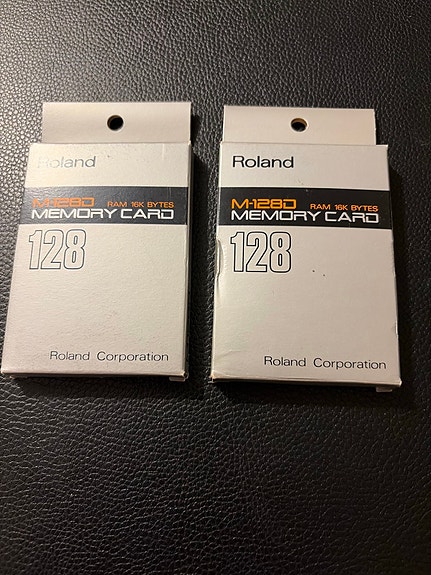 Roland
M-128D RAM 16K BYTES
MEMORY CARD
128
Roland Corporation
Roland
M-128D RAM 16K BYTES
MEMORY CARD
128
Roland Corporation